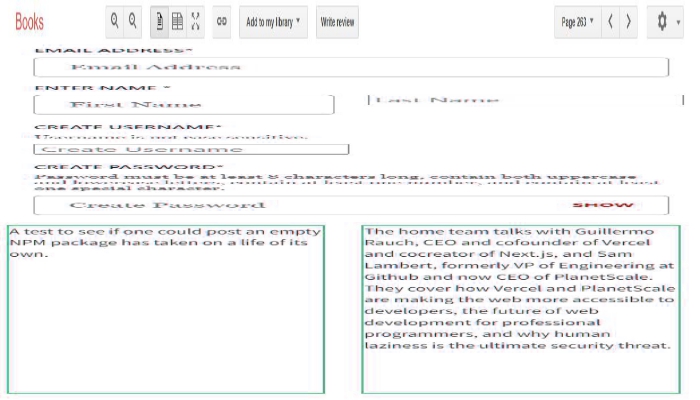 Books
Add to my library
Write review
Page 263
EMAIL ADDRESS*
Email Address
ENTER NAME *
First Name
Last Name
CREATE USERNAME*
Username is not case sensitive.
Create Username
CREATE PASSWORD*
Password must be at least 8 characters long, contain both uppercase
and lowercase letters, contain at least one number, and contain at least
one special character.
Create Password
SHOW
A test to see if one could post an empty
NPM package has taken on a life of its
own.
The home team talks with Guillermo
Rauch, CEO and cofounder of Vercel
and cocreator of Next.js, and Sam
Lambert, formerly VP of Engineering at
Github and now CEO of PlanetScale.
They cover how Vercel and PlanetScale
are making the web more accessible to
developers, the future of web
development for professional
programmers, and why human
laziness is the ultimate security threat.